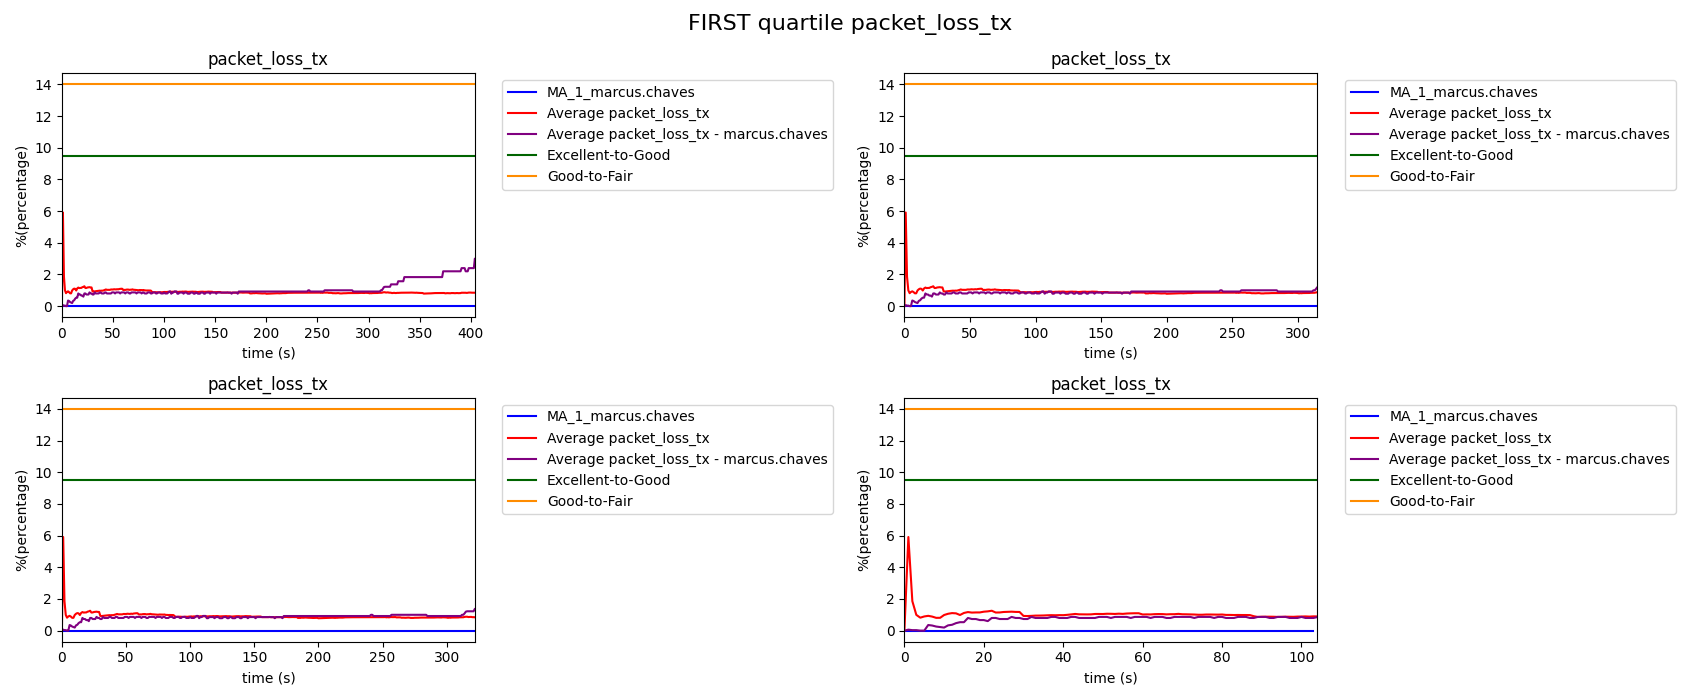 FIRST quartile packet_loss_tx
packet_loss_tx
%(percentage)
14
12
10
8
6
4
2
0
0 50 100 150 200 250 300 350 400
time (s)
MA_1_marcus.chaves
Average packet_loss_tx
Average packet_loss_tx - marcus.chaves
Excellent-to-Good
Good-to-Fair
packet_loss_tx
%(percentage)
14
12
10
8
6
4
2
0
0 50 100 150 200 250 300
time (s)
MA_1_marcus.chaves
Average packet_loss_tx
Average packet_loss_tx - marcus.chaves
Excellent-to-Good
Good-to-Fair
packet_loss_tx
%(percentage)
14
12
10
8
6
4
2
0
0 50 100 150 200 250 300
time (s)
MA_1_marcus.chaves
Average packet_loss_tx
Average packet_loss_tx - marcus.chaves
Excellent-to-Good
Good-to-Fair
packet_loss_tx
%(percentage)
14
12
10
8
6
4
2
0
0 20 40 60 80 100
time (s)
MA_1_marcus.chaves
Average packet_loss_tx
Average packet_loss_tx - marcus.chaves
Excellent-to-Good
Good-to-Fair